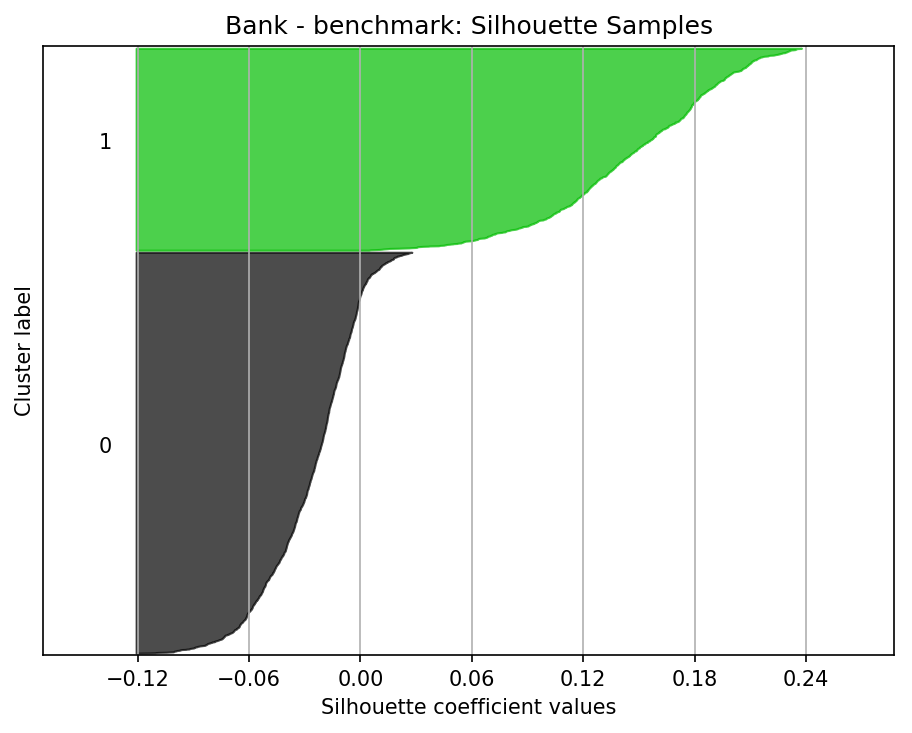 Bank - benchmark: Silhouette Samples
1
0
Cluster label
−0.12 −0.06 0.00 0.06 0.12 0.18 0.24
Silhouette coefficient values